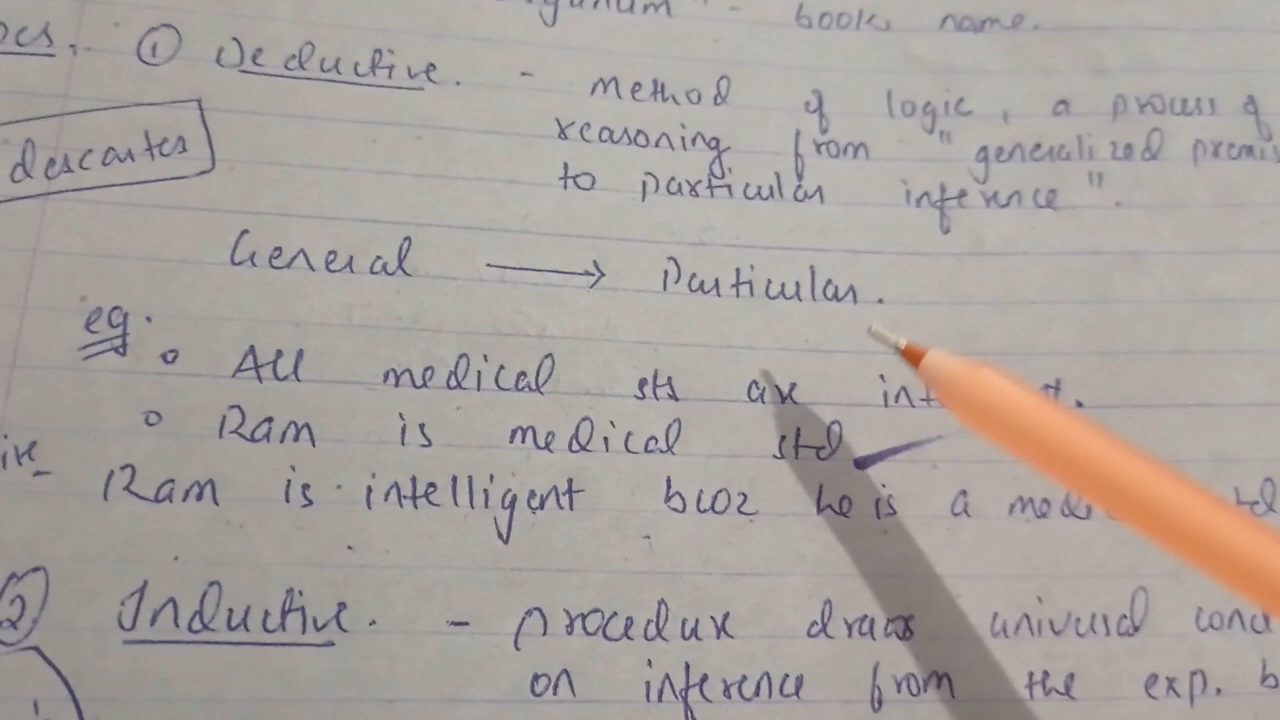 book name.
① Deductive. - Method of logic, a process of
descartes
reasoning from "generalized
to particular inference".
General → Particular.
eg.
o All medical sts are
o Ram is medical std
Ram is intelligent bcoz he is a
② Inductive. - procedure draws universal
on inference from the exp.